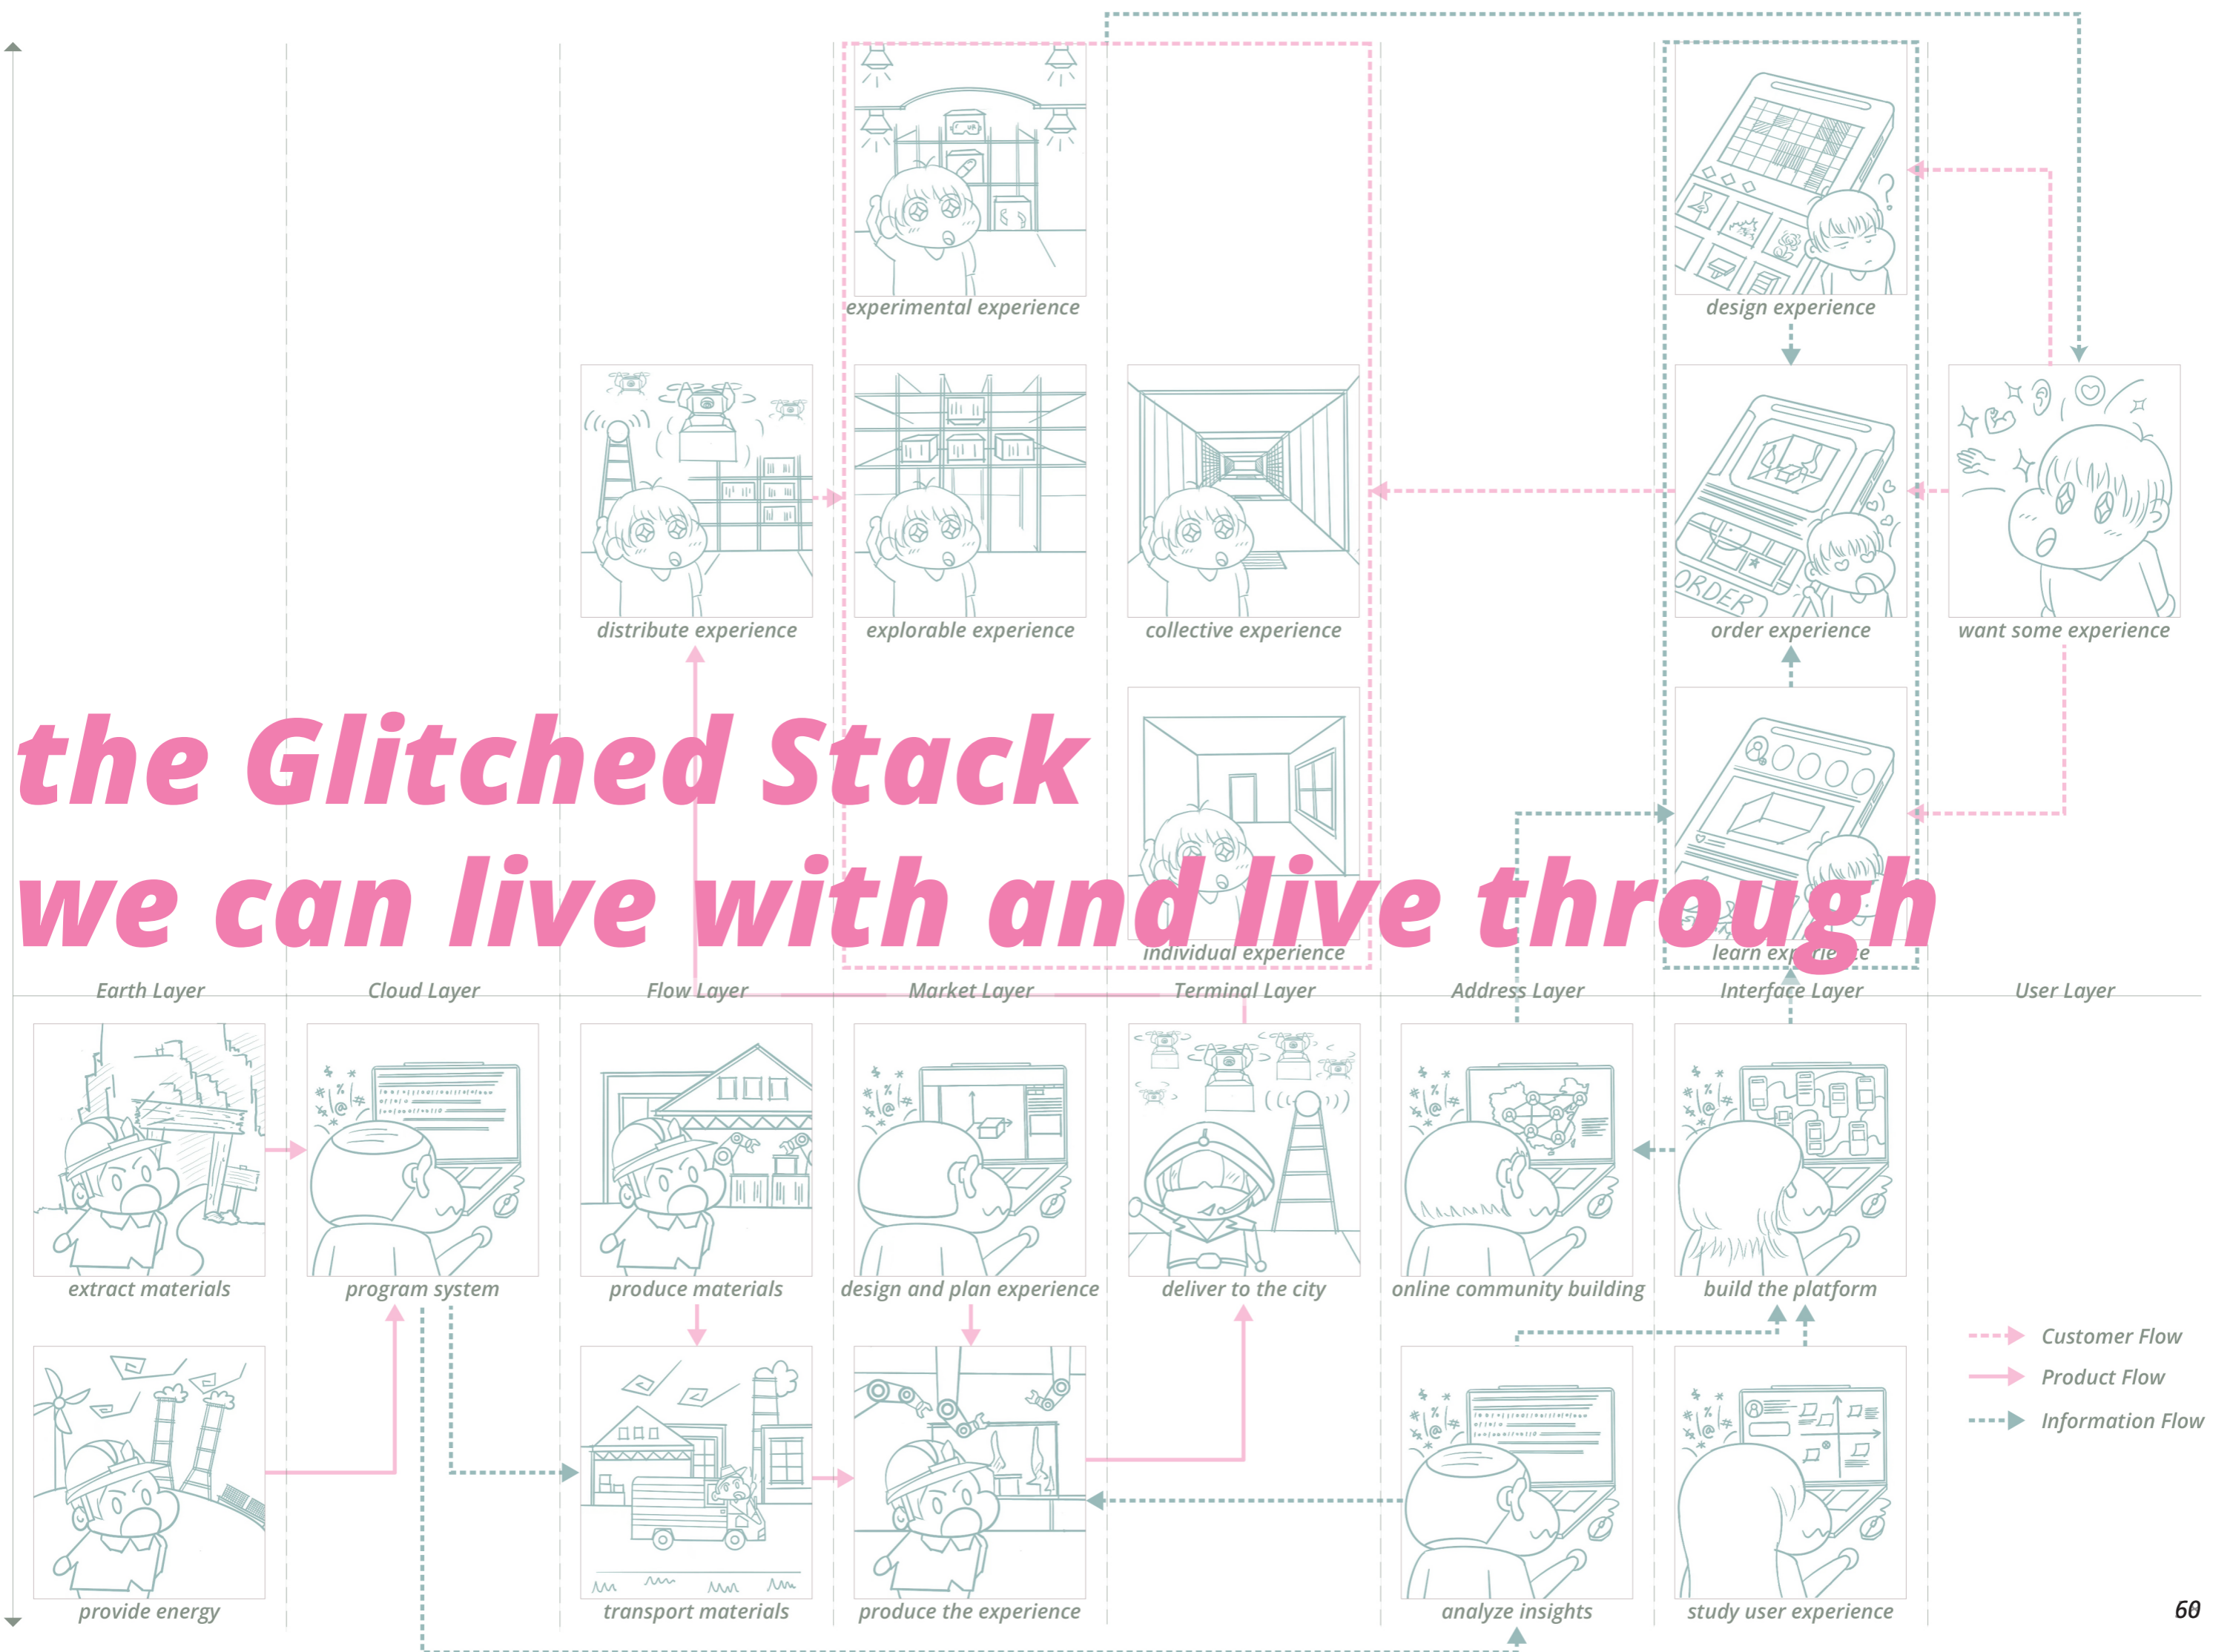 experimental experience
design experience
distribute experience
explorable experience
collective experience
ORDER
order experience
want some experience
the Glitched Stack
we can live with and live through
individual experience
learn experience
Earth Layer
Cloud Layer
Flow Layer
Market Layer
Terminal Layer
Address Layer
Interface Layer
User Layer
extract materials
program system
produce materials
design and plan experience
deliver to the city
online community building
build the platform
Customer Flow
Product Flow
Information Flow
provide energy
transport materials
produce the experience
analyze insights
study user experience